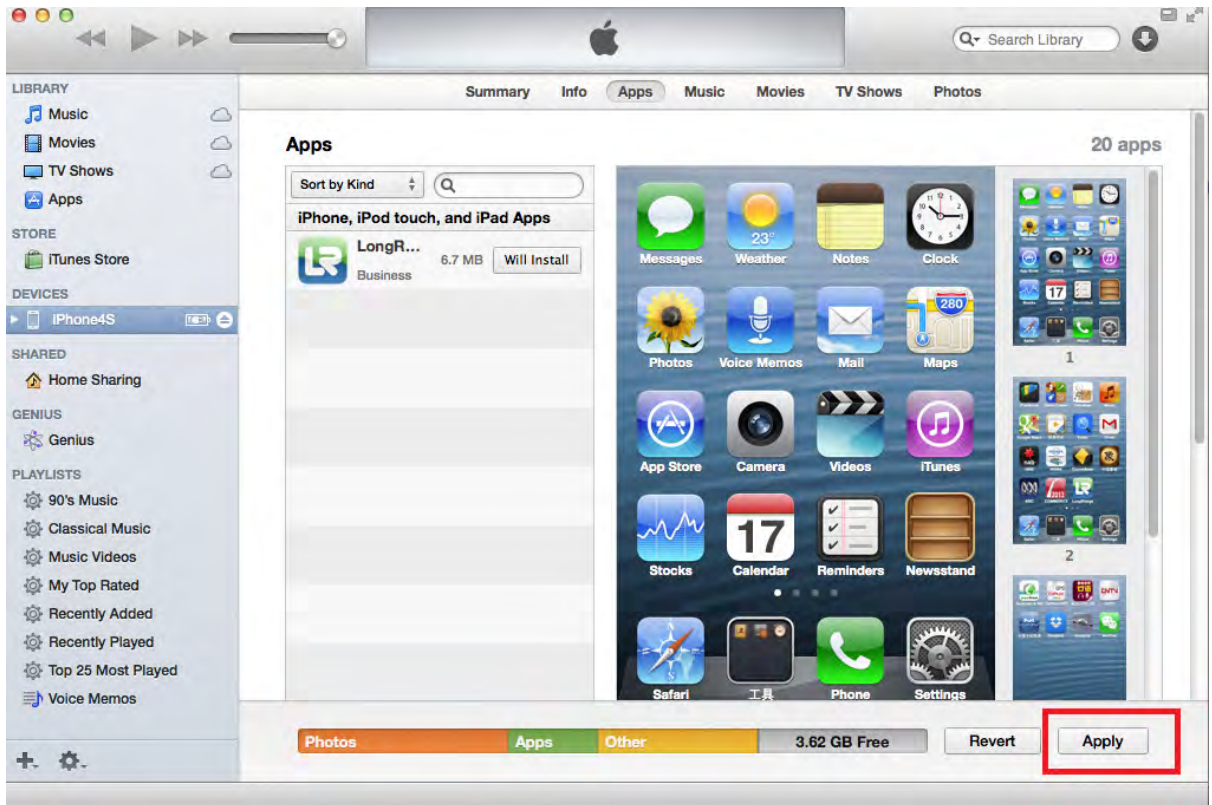 Search Library
LIBRARY
Music
Movies
TV Shows
Apps
STORE
iTunes Store
DEVICES
iPhone4S
SHARED
Home Sharing
GENIUS
Genius
PLAYLISTS
90's Music
Classical Music
Music Videos
My Top Rated
Recently Added
Recently Played
Top 25 Most Played
Voice Memos
Summary Info Apps Music Movies TV Shows Photos
Apps
20 apps
Sort by Kind
iPhone, iPod touch, and iPad Apps
LongR...
Business
6.7 MB
Will Install
23°
280
Messages Weather Notes Clock
Photos Voice Memos Mail Maps
App Store Camera Videos iTunes
17
Stocks Calendar Reminders Newsstand
Safari 工具 Phone Settings
17
1
2
Photos Apps Other 3.62 GB Free
Revert
Apply